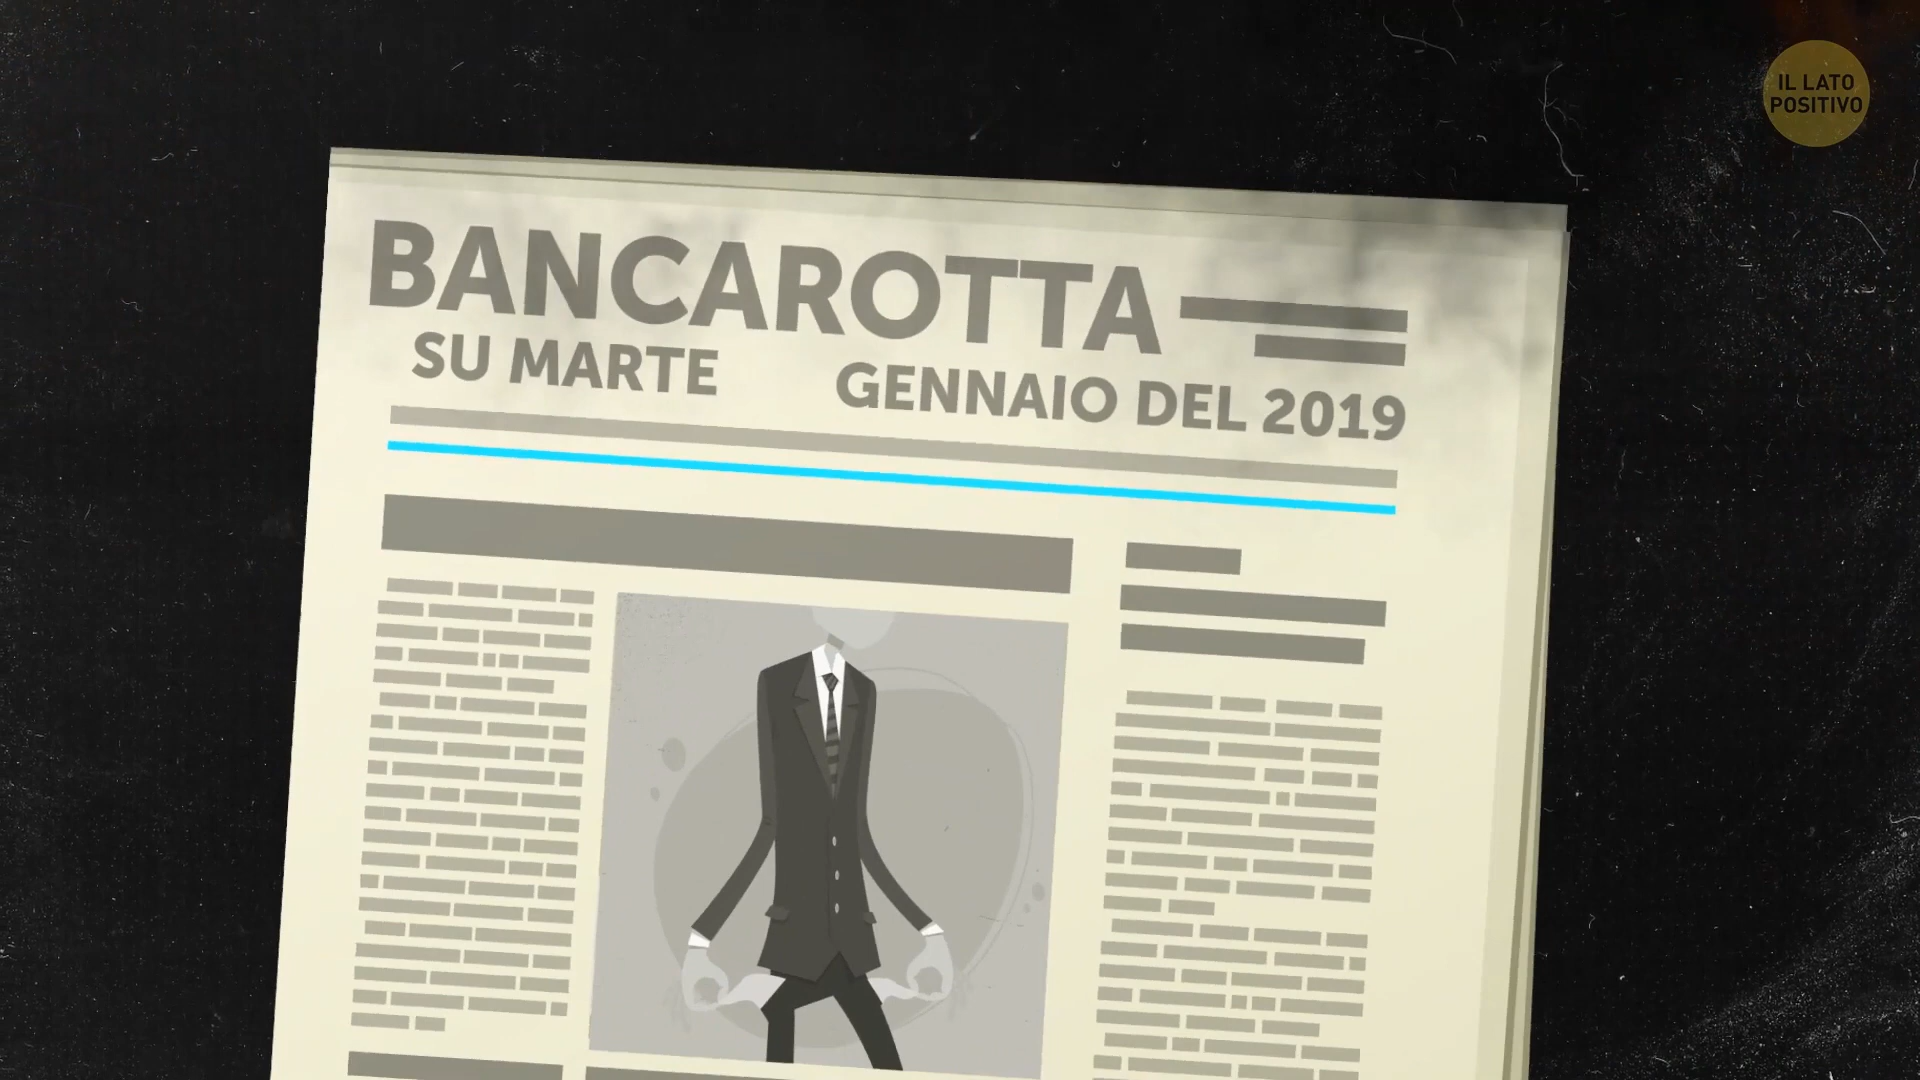 IL LATO
POSITIVO
BANCAROTTA
SU MARTE
GENNAIO DEL 2019